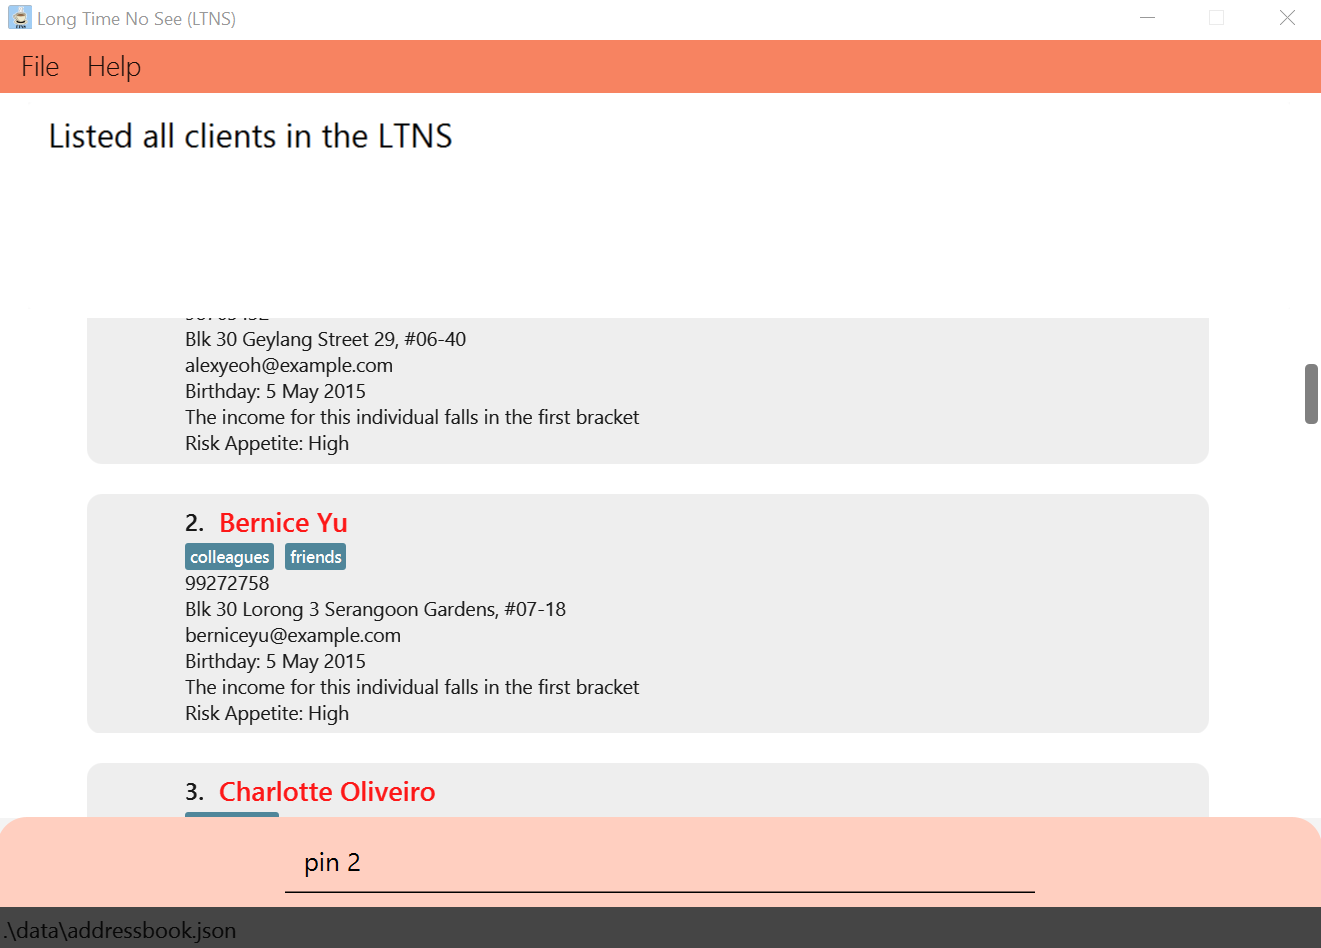 Long Time No See (LTNS)
File Help
Listed all clients in the LTNS
Blk 30 Geylang Street 29, #06-40
alexyeoh@example.com
Birthday: 5 May 2015
The income for this individual falls in the first bracket
Risk Appetite: High
2. Bernice Yu
colleagues friends
99272758
Blk 30 Lorong 3 Serangoon Gardens, #07-18
berniceyu@example.com
Birthday: 5 May 2015
The income for this individual falls in the first bracket
Risk Appetite: High
3. Charlotte Oliveiro
pin 2
.\data\addressbook.json